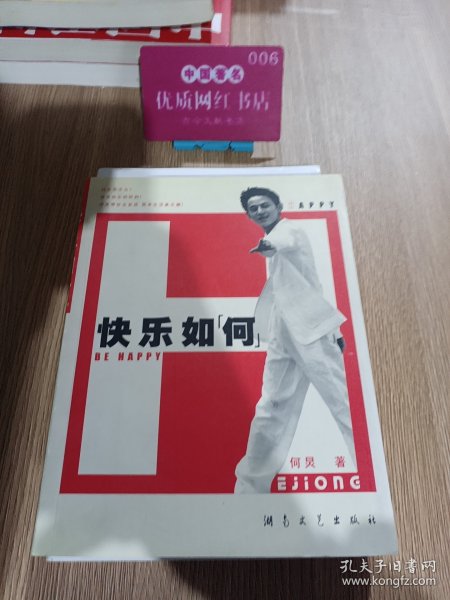 006
中国著名
优质网红书店
HAPPY
快乐如「何」
BE HAPPY
何炅 著
EJIONG
湖南文艺出版社
孔夫子旧书网
www.kongfz.com